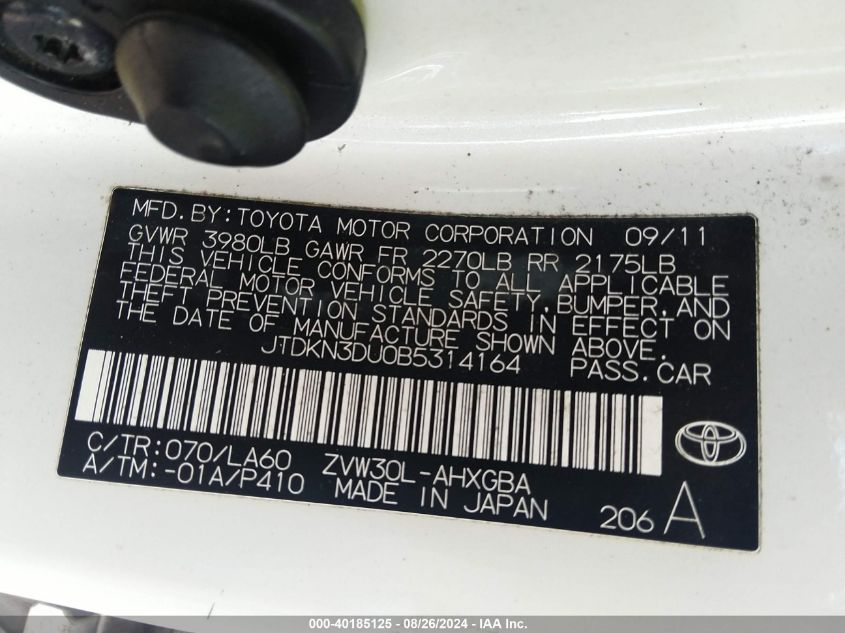 MFD.BY:TOYOTA MOTOR CORPORATION 09/11
GVWR 3980LB GAWR FR 2270LB RR 2175LB
THIS VEHICLE CONFORMS TO ALL APPLICABLE
FEDERAL MOTOR VEHICLE SAFETY,BUMPER,AND
THEFT PREVENTION STANDARDS IN EFFECT ON
THE DATE OF MANUFACTURE SHOWN ABOVE.
JTDKN3DU0B5314164 PASS.CAR
C/TR:070/LA60 ZVW30L-AHXGBA
A/TM:-01A/P410 MADE IN JAPAN 206 A
000-40185125 - 08/26/2024 - IAA Inc.